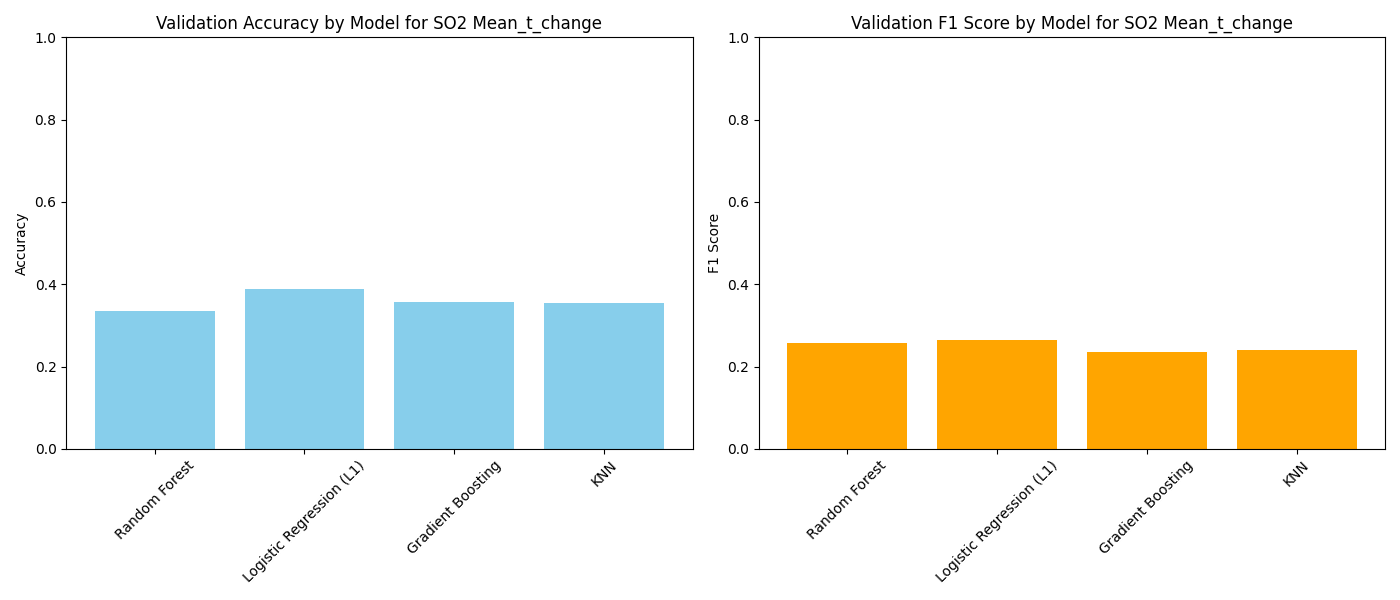 Validation Accuracy by Model for SO2 Mean_t_change
1.0
0.8
0.6
0.4
0.2
0.0
Accuracy
Random Forest
Logistic Regression (L1)
Gradient Boosting
KNN
Validation F1 Score by Model for SO2 Mean_t_change
1.0
0.8
0.6
0.4
0.2
0.0
F1 Score
Random Forest
Logistic Regression (L1)
Gradient Boosting
KNN